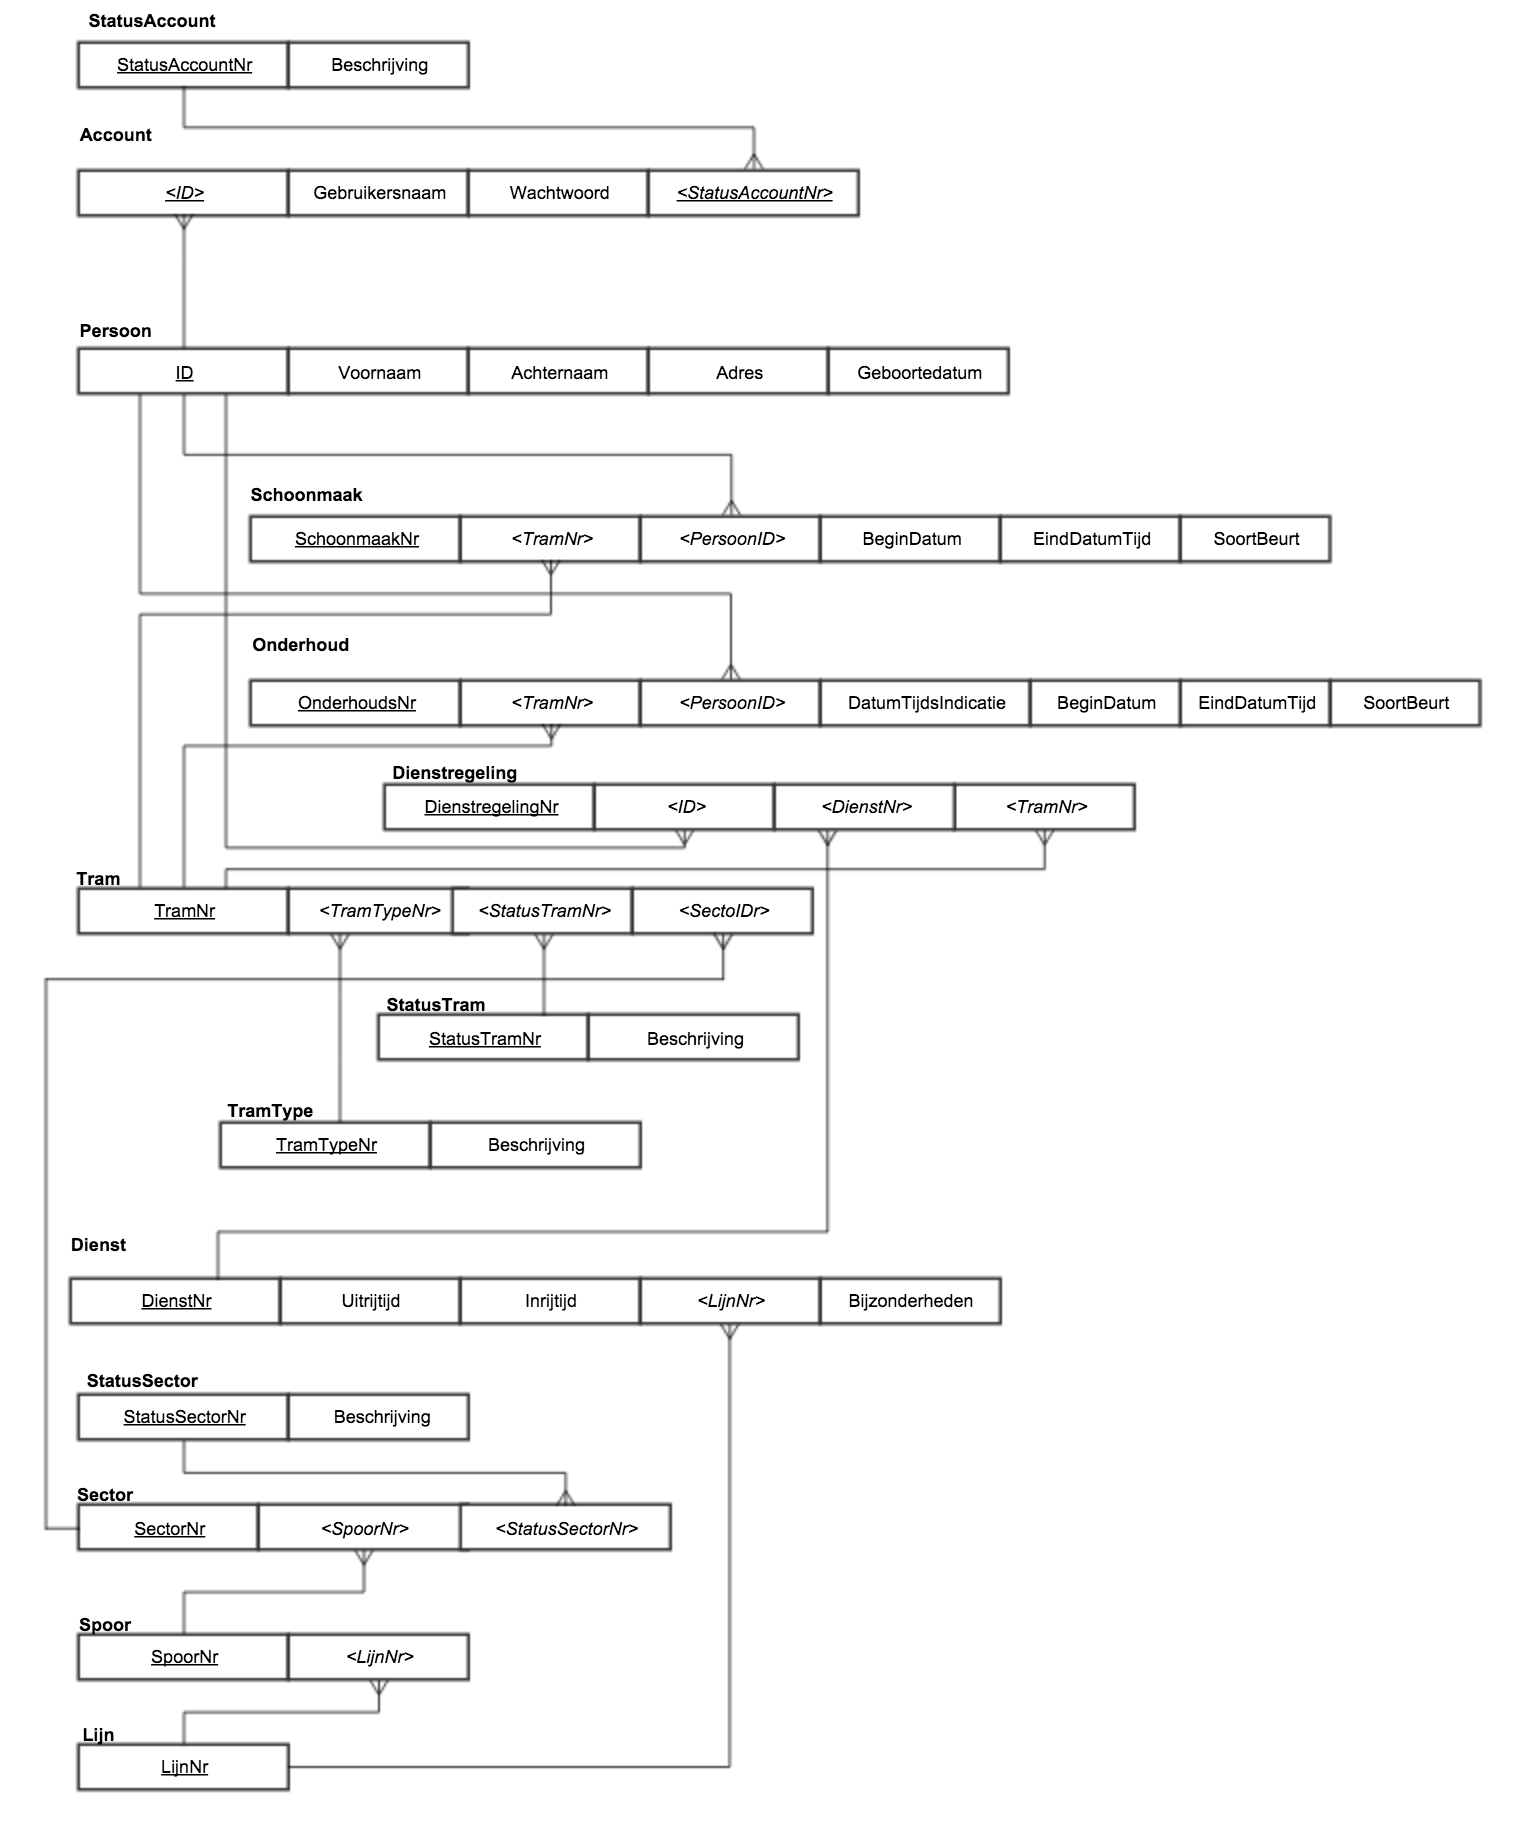 StatusAccount
StatusAccountNr Beschrijving
Account
<ID> Gebruikersnaam Wachtwoord <StatusAccountNr>
Persoon
ID Voornaam Achternaam Adres Geboortedatum
Schoonmaak
SchoonmaakNr <TramNr> <PersoonID> BeginDatum EindDatumTijd SoortBeurt
Onderhoud
OnderhoudsNr <TramNr> <PersoonID> DatumTijdsIndicatie BeginDatum EindDatumTijd SoortBeurt
Dienstregeling
DienstregelingNr <ID> <DienstNr> <TramNr>
Tram
TramNr <TramTypeNr> <StatusTramNr> <SectoIDr>
StatusTram
StatusTramNr Beschrijving
TramType
TramTypeNr Beschrijving
Dienst
DienstNr Uitrijtijd Inrijtijd <LijnNr> Bijzonderheden
StatusSector
StatusSectorNr Beschrijving
Sector
SectorNr <SpoorNr> <StatusSectorNr>
Spoor
SpoorNr <LijnNr>
Lijn
LijnNr